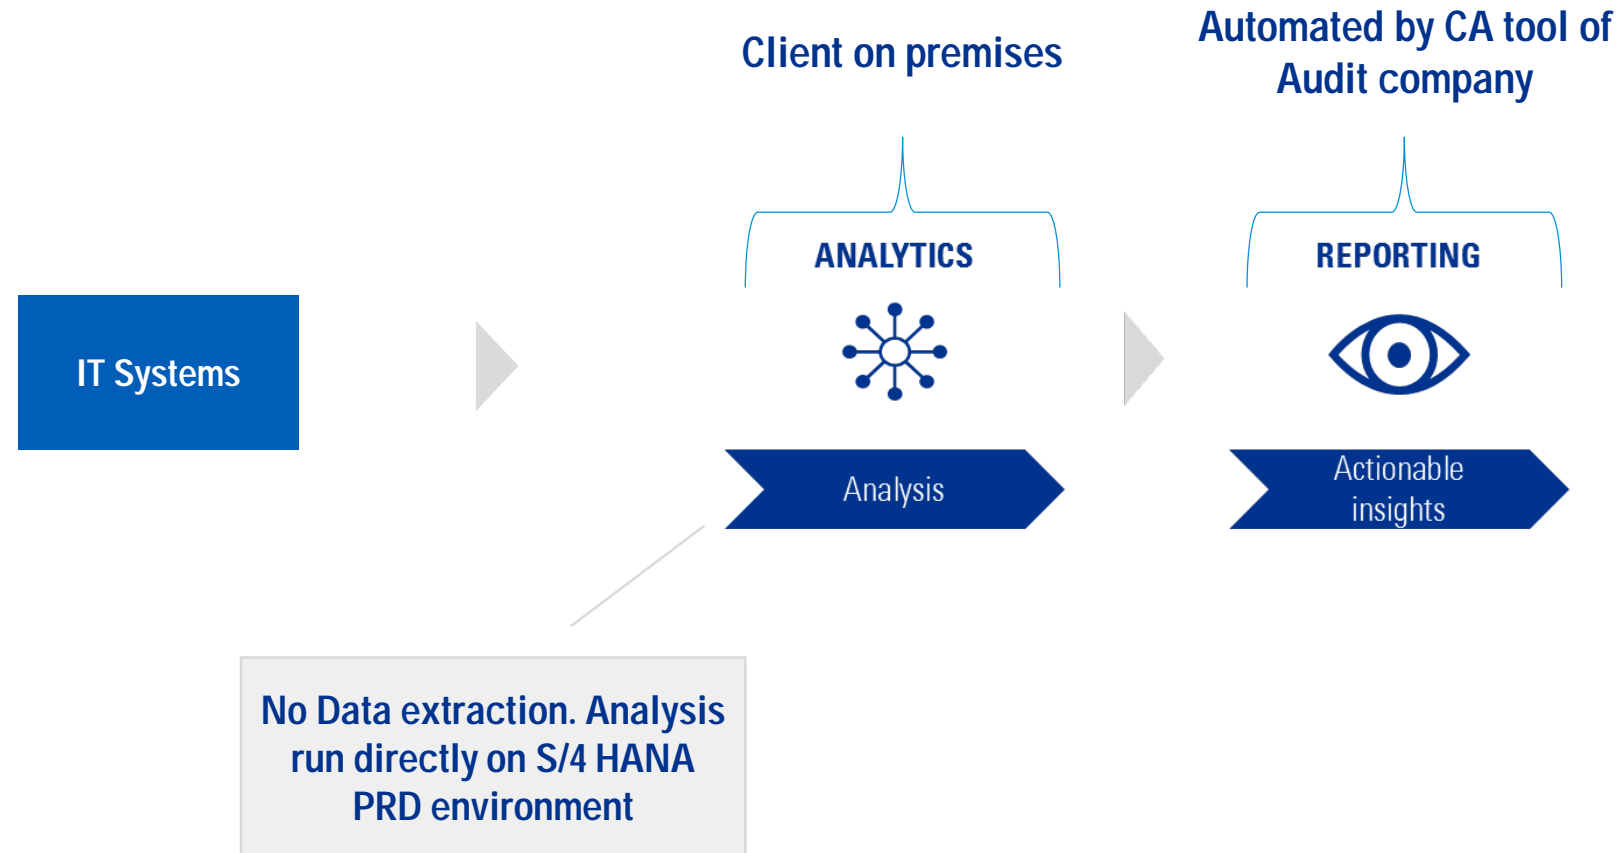 Client on premises
Automated by CA tool of
Audit company
ANALYTICS
REPORTING
IT Systems
Analysis
Actionable
insights
No Data extraction. Analysis
run directly on S/4 HANA
PRD environment